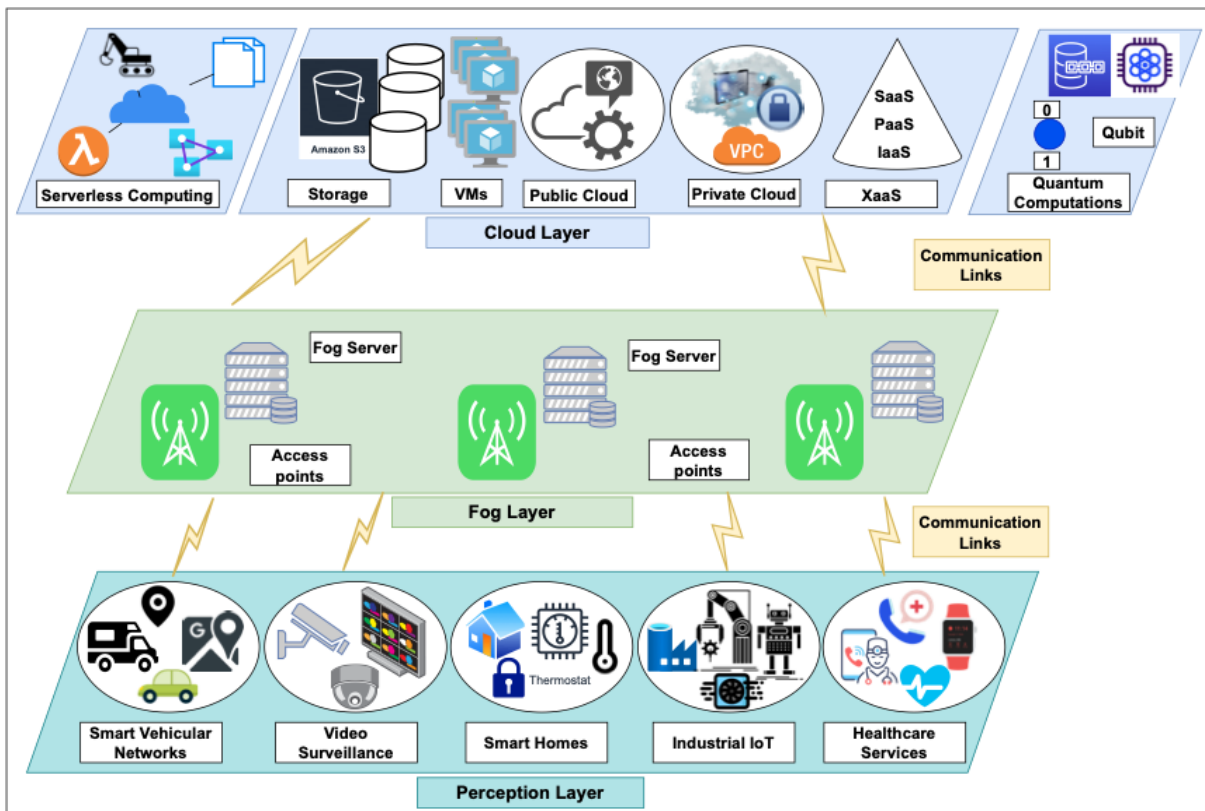 Amazon S3
VPC
SaaS
PaaS
IaaS
0
1
Qubit
Serverless Computing
Storage
VMs
Public Cloud
Private Cloud
XaaS
Quantum
Computations
Cloud Layer
Communication
Links
Fog Server
Fog Server
Access
points
Access
points
Fog Layer
Communication
Links
G
Thermostat
Smart Vehicular
Networks
Video
Surveillance
Smart Homes
Industrial IoT
Healthcare
Services
Perception Layer